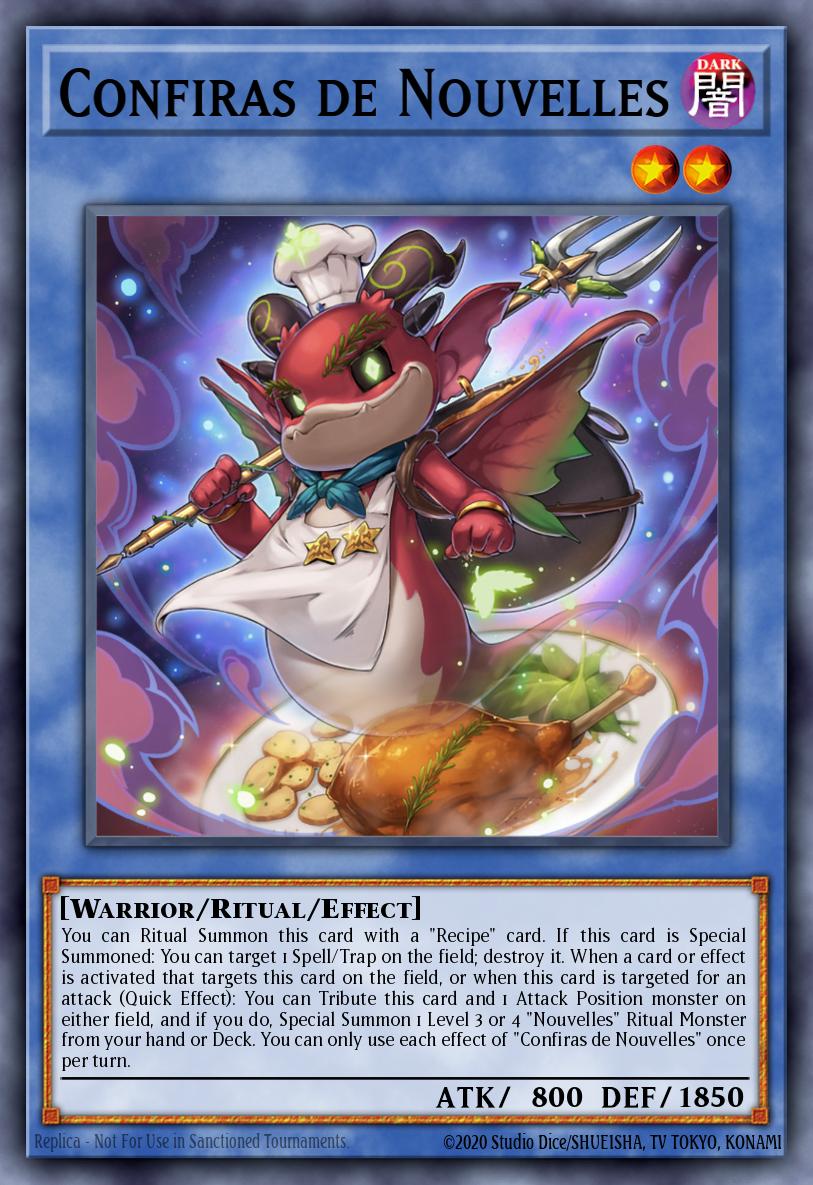 Confiras de Nouvelles
DARK
闇
[Warrior/Ritual/Effect]
You can Ritual Summon this card with a "Recipe" card. If this card is Special
Summoned: You can target 1 Spell/Trap on the field; destroy it. When a card or effect
is activated that targets this card on the field, or when this card is targeted for an
attack (Quick Effect): You can Tribute this card and 1 Attack Position monster on
either field, and if you do, Special Summon 1 Level 3 or 4 "Nouvelles" Ritual Monster
from your hand or Deck. You can only use each effect of "Confiras de Nouvelles" once
per turn.
ATK/ 800 DEF/1850
Replica - Not For Use in Sanctioned Tournaments. ©2020 Studio Dice/SHUEISHA, TV TOKYO, KONAMI